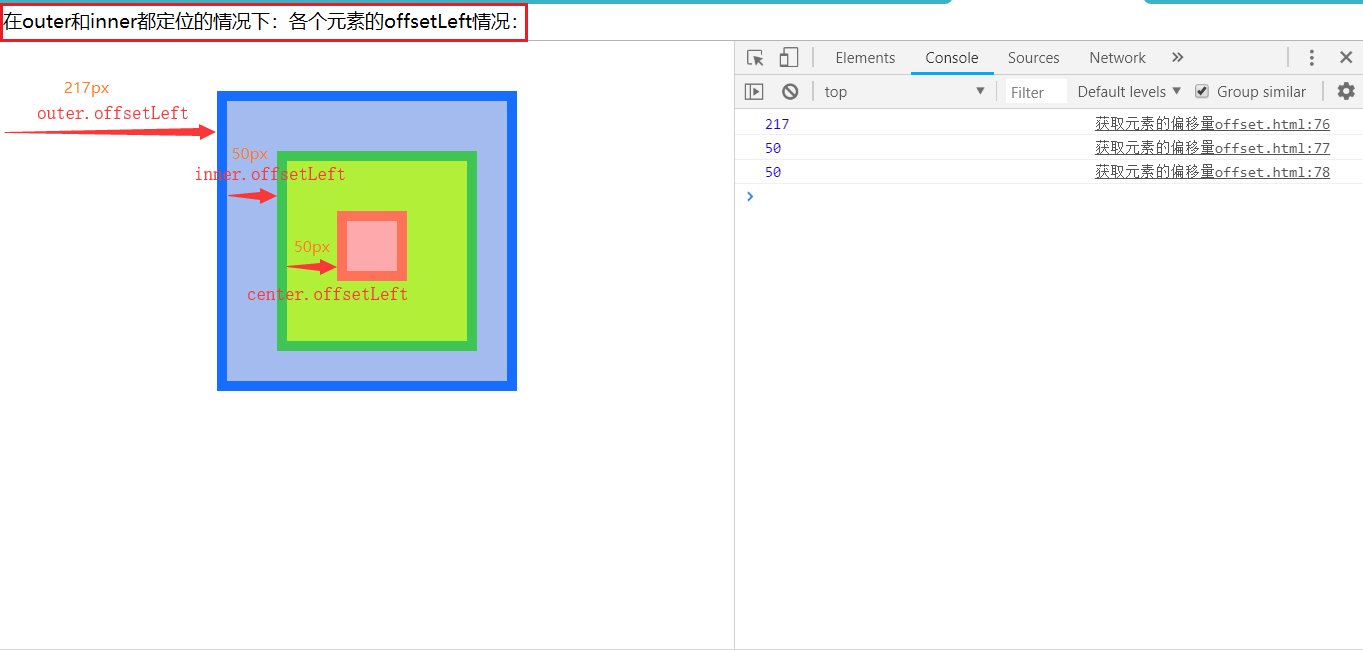 在outer和inner都定位的情况下：各个元素的offsetLeft情况：
217px
outer.offsetLeft
50px
inner.offsetLeft
50px
center.offsetLeft
Elements Console Sources Network »
top Filter Default levels Group similar
217 获取元素的偏移量offset.html:76
50 获取元素的偏移量offset.html:77
50 获取元素的偏移量offset.html:78